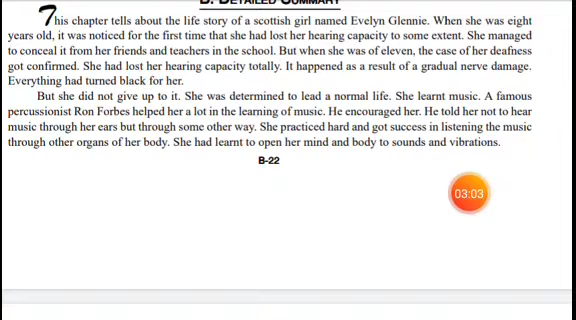 D. DETAILED SUMMARY
This chapter tells about the life story of a scottish girl named Evelyn Glennie. When she was eight
years old, it was noticed for the first time that she had lost her hearing capacity to some extent. She managed
to conceal it from her friends and teachers in the school. But when she was of eleven, the case of her deafness
got confirmed. She had lost her hearing capacity totally. It happened as a result of a gradual nerve damage.
Everything had turned black for her.
But she did not give up to it. She was determined to lead a normal life. She learnt music. A famous
percussionist Ron Forbes helped her a lot in the learning of music. He encouraged her. He told her not to hear
music through her ears but through some other way. She practiced hard and got success in listening the music
through other organs of her body. She had learnt to open her mind and body to sounds and vibrations.
B-22
03:03